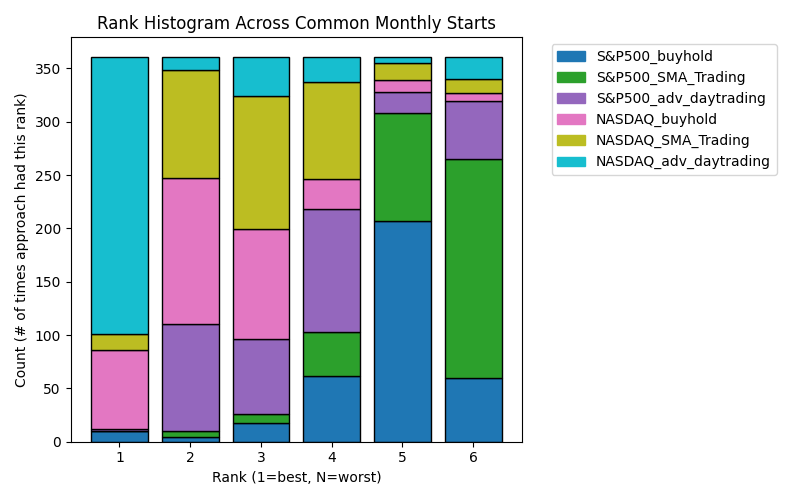 Rank Histogram Across Common Monthly Starts
Count (# of times approach had this rank)
350
300
250
200
150
100
50
0
1 2 3 4 5 6
Rank (1=best, N=worst)
S&P500_buyhold
S&P500_SMA_Trading
S&P500_adv_daytrading
NASDAQ_buyhold
NASDAQ_SMA_Trading
NASDAQ_adv_daytrading